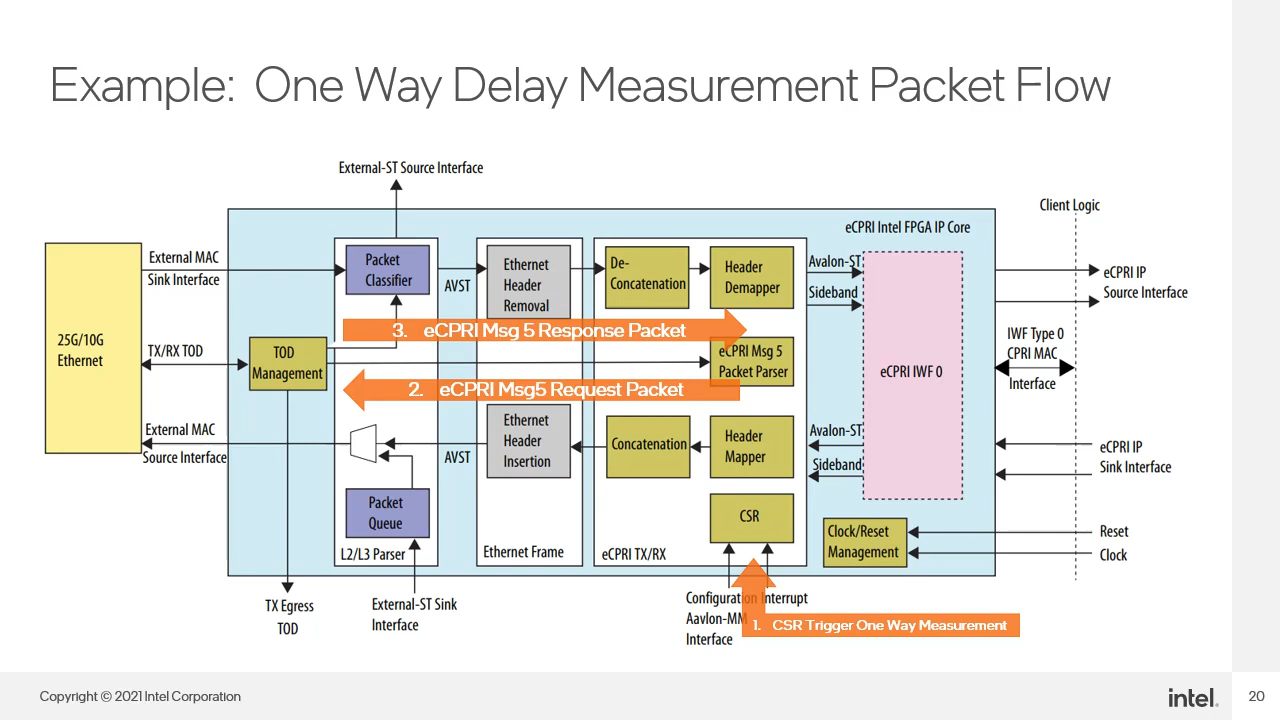 Example:  One Way Delay Measurement Packet Flow
External-ST Source Interface
Client Logic
eCPRI Intel FPGA IP Core
External MAC
Sink Interface
25G/10G
Ethernet
TX/RX TOD
External MAC
Source Interface
TOD
Management
TX Egress
TOD
Packet
Classifier
Packet
Queue
L2/L3 Parser
External-ST Sink
Interface
AVST
AVST
Ethernet
Header
Removal
Ethernet
Header
Insertion
Ethernet Frame
De-
Concatenation
Header
Demapper
3. eCPRI Msg 5 Response Packet
eCPRI Msg 5
Packet Parser
2. eCPRI Msg5 Request Packet
Concatenation
Header
Mapper
CSR
eCPRI TX/RX
Avalon-ST
Sideband
eCPRI IWF 0
Avalon-ST
Sideband
Clock/Reset
Management
eCPRI IP
Source Interface
IWF Type 0
CPRI MAC
Interface
eCPRI IP
Sink Interface
Reset
Clock
Configuration
Aavlon-MM
Interface
Interrupt
1. CSR Trigger One Way Measurement
Copyright © 2021 Intel Corporation
intel.
20